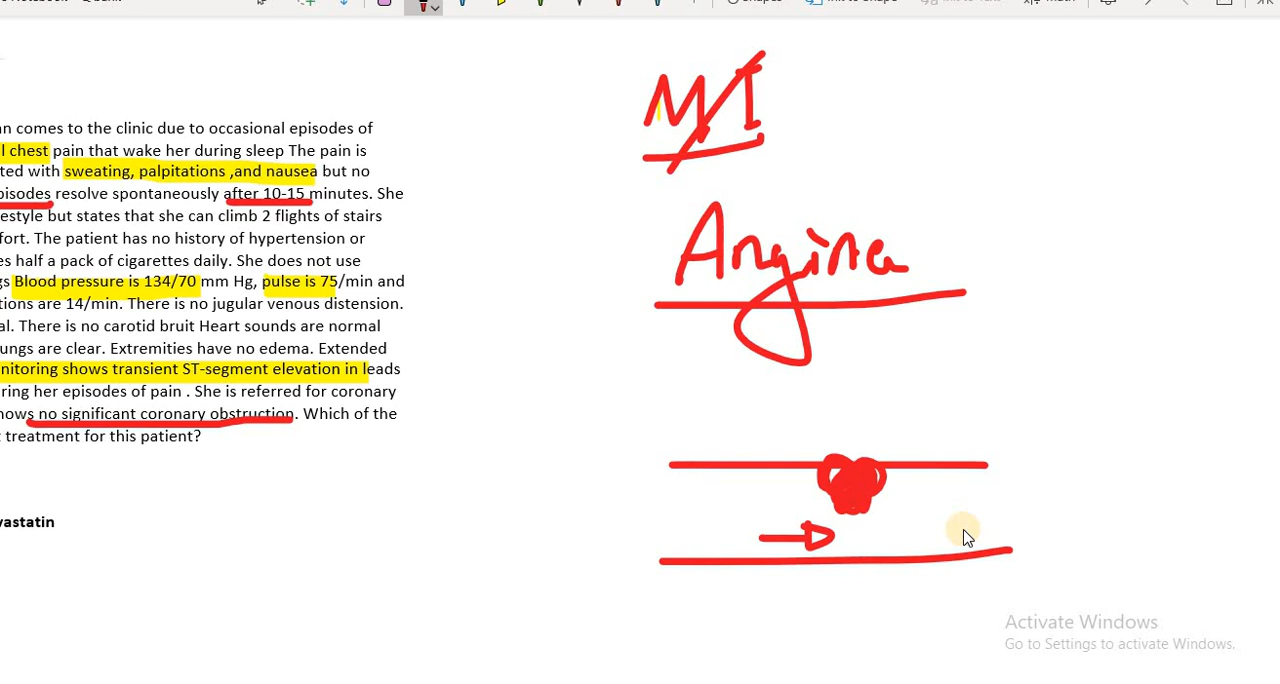 an comes to the clinic due to occasional episodes of
l chest pain that wake her during sleep The pain is
ted with sweating, palpitations ,and nausea but no
pisodes resolve spontaneously after 10-15 minutes. She
estyle but states that she can climb 2 flights of stairs
fort. The patient has no history of hypertension or
es half a pack of cigarettes daily. She does not use
gs Blood pressure is 134/70 mm Hg, pulse is 75/min and
tions are 14/min. There is no jugular venous distension.
al. There is no carotid bruit Heart sounds are normal
ungs are clear. Extremities have no edema. Extended
nitoring shows transient ST-segment elevation in leads
ring her episodes of pain . She is referred for coronary
hows no significant coronary obstruction. Which of the
t treatment for this patient?
vastatin
MI
Angina
Activate Windows
Go to Settings to activate Windows.